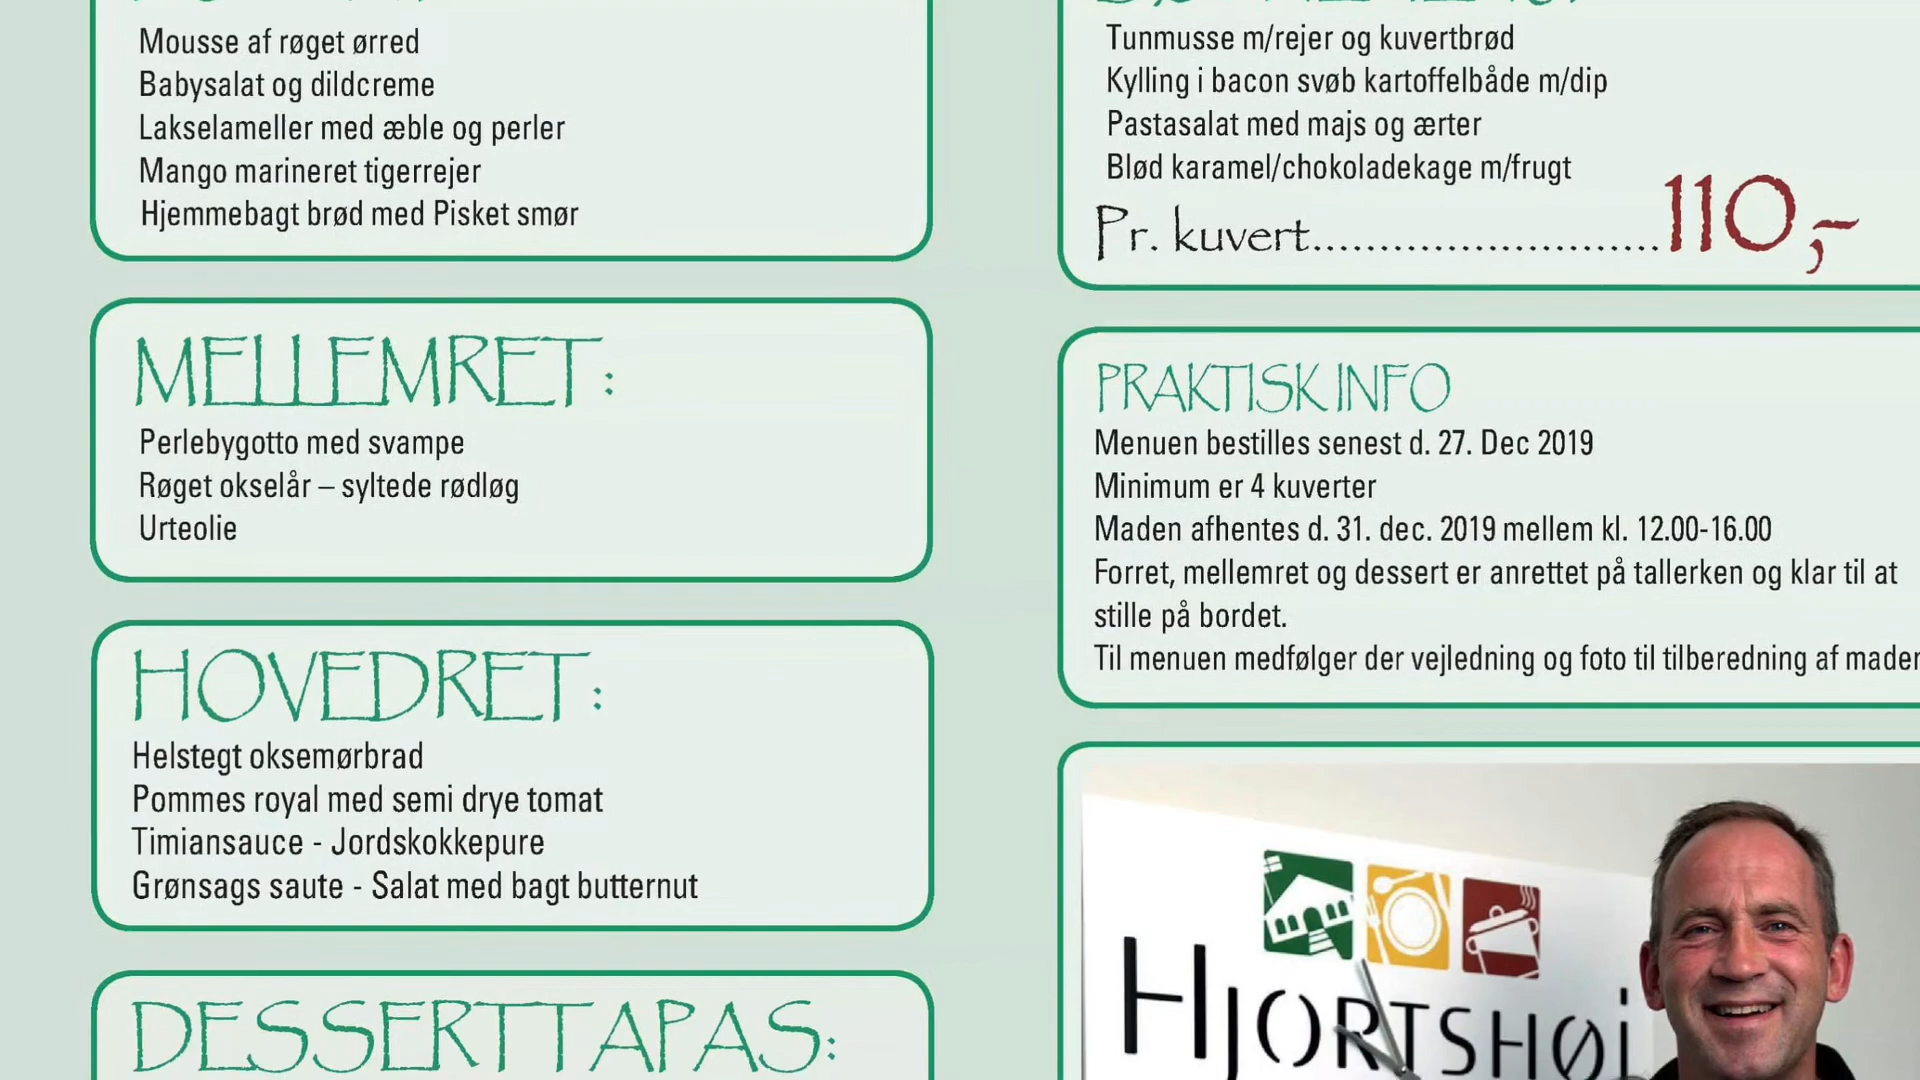 Mousse af røget ørred
Babysalat og dildcreme
Lakselameller med æble og perler
Mango marineret tigerrejer
Hjemmebagt brød med Pisket smør
MELLEMRET:
Perlebygotto med svampe
Røget okselår – syltede rødløg
Urteolie
HOVEDRET:
Helstegt oksemørbrad
Pommes royal med semi drye tomat
Timiansauce - Jordskokkepure
Grønsags saute - Salat med bagt butternut
DESSERTTAPAS:
Tunmusse m/rejer og kuvertbrød
Kylling i bacon svøb kartoffelbåde m/dip
Pastasalat med majs og ærter
Blød karamel/chokoladekage m/frugt
Pr. kuvert..........................110,-
PRAKTISK INFO
Menuen bestilles senest d. 27. Dec 2019
Minimum er 4 kuverter
Maden afhentes d. 31. dec. 2019 mellem kl. 12.00-16.00
Forret, mellemret og dessert er anrettet på tallerken og klar til at
stille på bordet.
Til menuen medfølger der vejledning og foto til tilberedning af maden
HJORTSHØJ